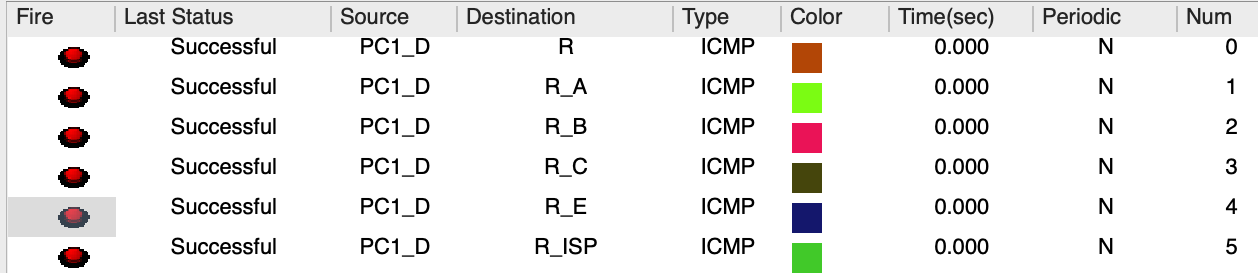 Fire Last Status Source Destination Type Color Time(sec) Periodic Num
Successful PC1_D R ICMP 0.000 N 0
Successful PC1_D R_A ICMP 0.000 N 1
Successful PC1_D R_B ICMP 0.000 N 2
Successful PC1_D R_C ICMP 0.000 N 3
Successful PC1_D R_E ICMP 0.000 N 4
Successful PC1_D R_ISP ICMP 0.000 N 5